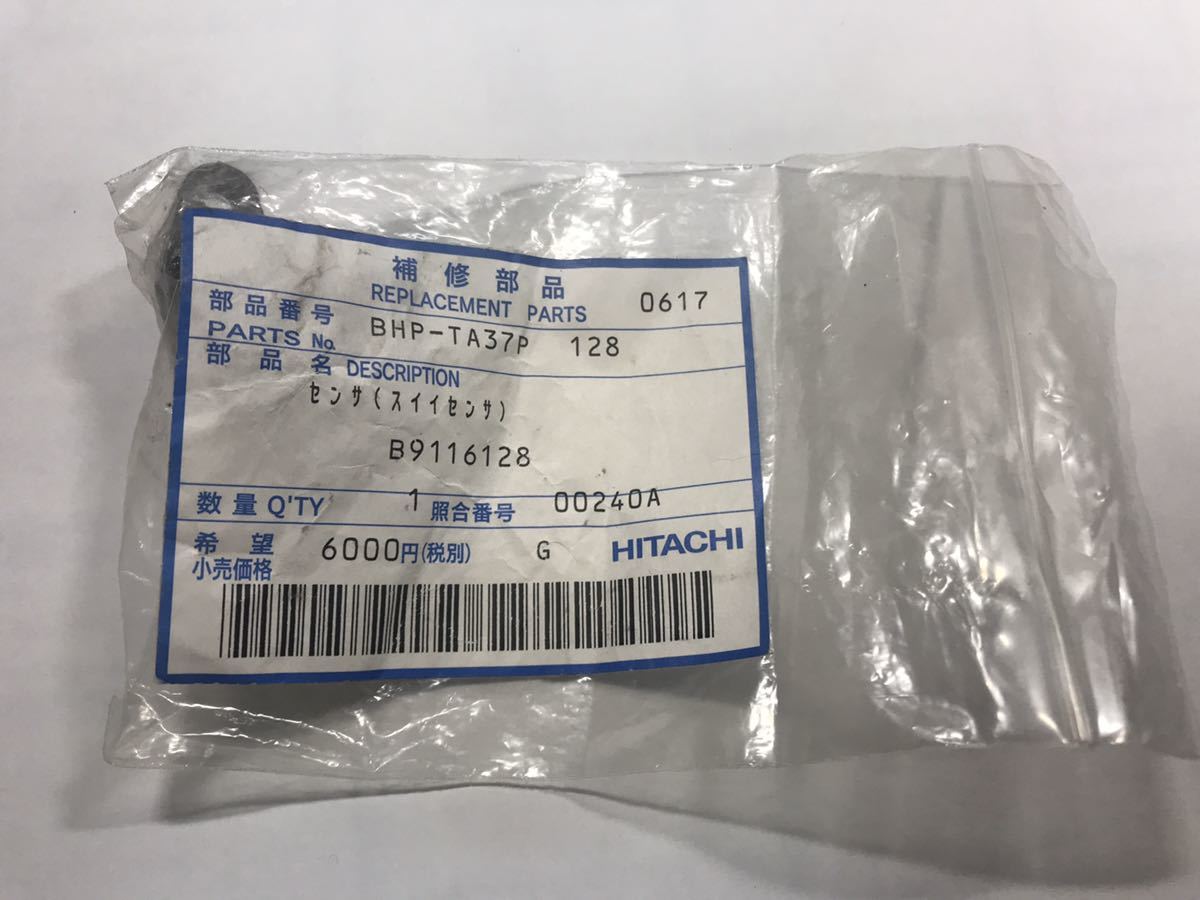 補修部品
REPLACEMENT PARTS 0617
部品番号
PARTS No. BHP-TA37P 128
部品名 DESCRIPTION
センサ(スイイセンサ)
B9116128
数量 Q'TY 1 照合番号 00240A
希望
小売価格 6000円(税別) G HITACHI